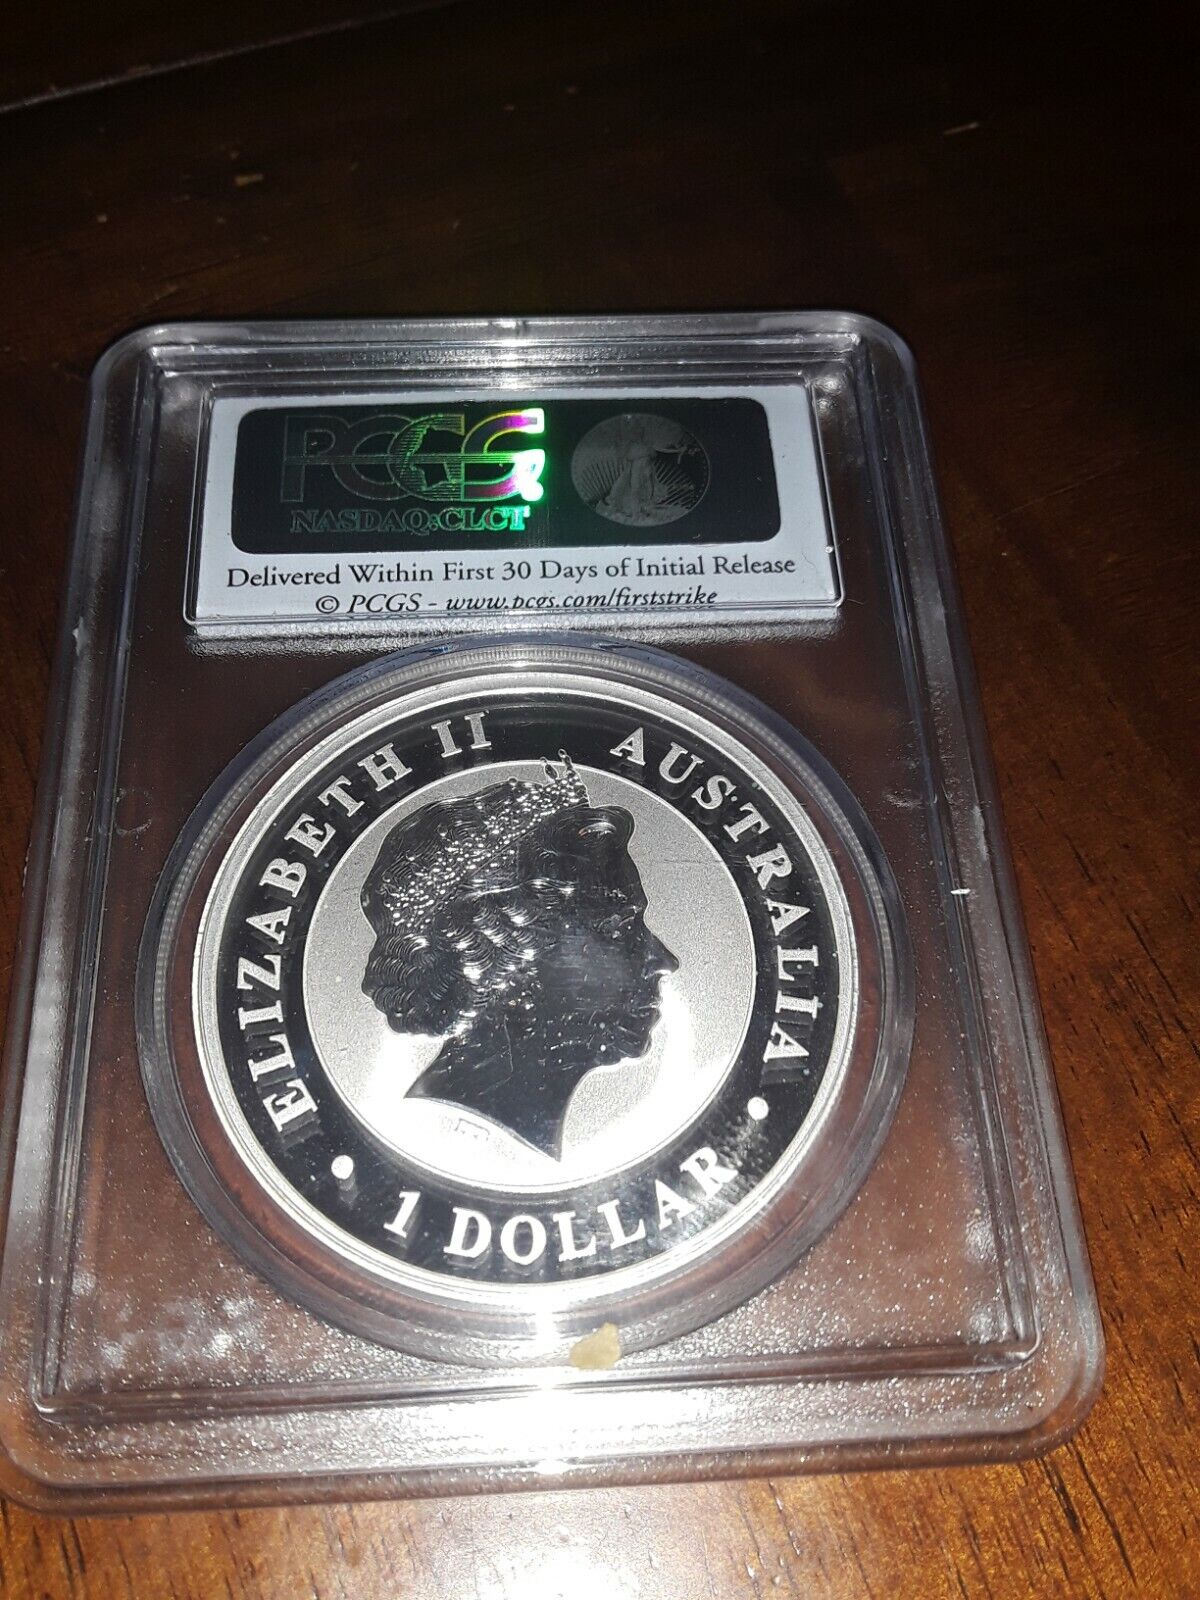 PCGS
NASDAQ:CLCT
Delivered Within First 30 Days of Initial Release
© PCGS - www.pcgs.com/firststrike
ELIZABETH II AUSTRALIA
• 1 DOLLAR •